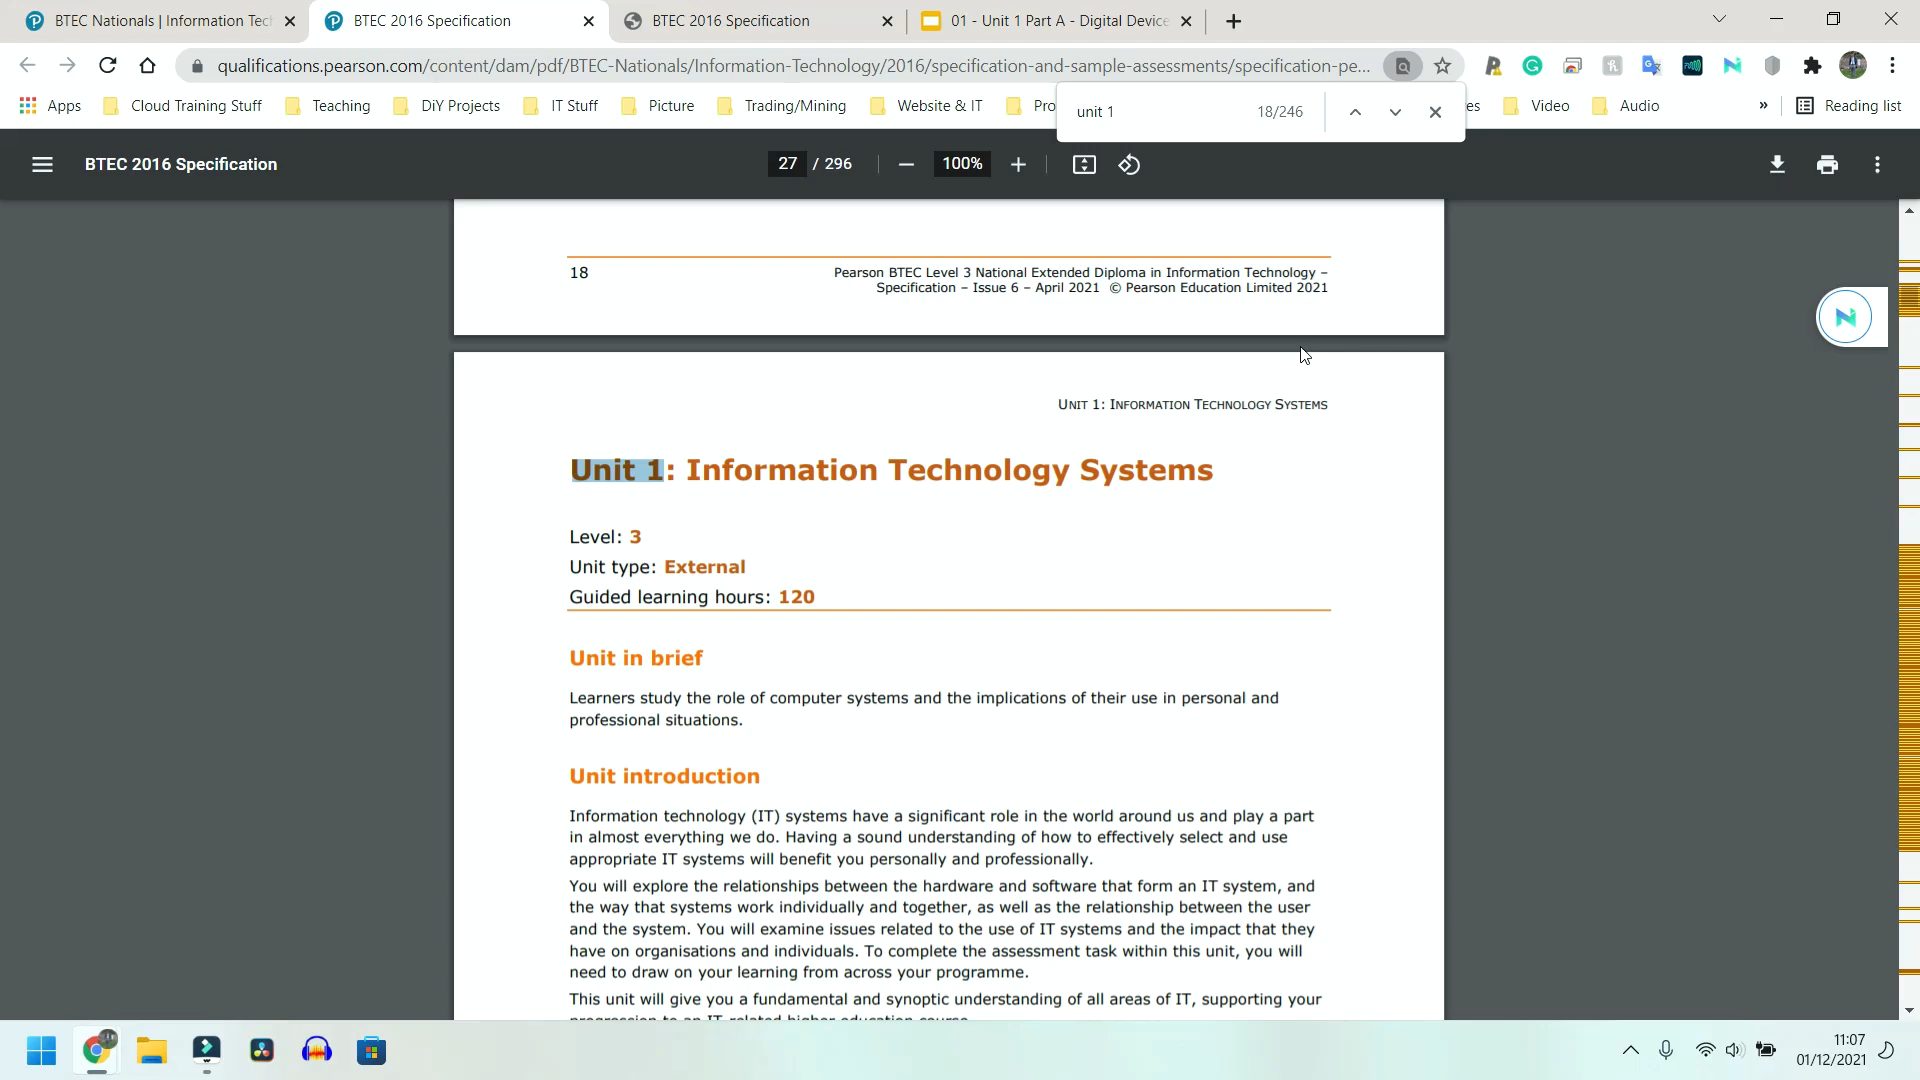 BTEC Nationals | Information Tec
BTEC 2016 Specification
BTEC 2016 Specification
01 - Unit 1 Part A - Digital Device
qualifications.pearson.com/content/dam/pdf/BTEC-Nationals/Information-Technology/2016/specification-and-sample-assessments/specification-pe...
Apps
Cloud Training Stuff
Teaching
DiY Projects
IT Stuff
Picture
Trading/Mining
Website & IT
Pro
es
Video
Audio
»
Reading list
unit 1
18/246
BTEC 2016 Specification
27 / 296
100%
18
Pearson BTEC Level 3 National Extended Diploma in Information Technology –
Specification – Issue 6 – April 2021 © Pearson Education Limited 2021
UNIT 1: INFORMATION TECHNOLOGY SYSTEMS
Unit 1: Information Technology Systems
Level: 3
Unit type: External
Guided learning hours: 120
Unit in brief
Learners study the role of computer systems and the implications of their use in personal and
professional situations.
Unit introduction
Information technology (IT) systems have a significant role in the world around us and play a part
in almost everything we do. Having a sound understanding of how to effectively select and use
appropriate IT systems will benefit you personally and professionally.
You will explore the relationships between the hardware and software that form an IT system, and
the way that systems work individually and together, as well as the relationship between the user
and the system. You will examine issues related to the use of IT systems and the impact that they
have on organisations and individuals. To complete the assessment task within this unit, you will
need to draw on your learning from across your programme.
This unit will give you a fundamental and synoptic understanding of all areas of IT, supporting your
progression to an IT-related higher education course.
11:07
01/12/2021